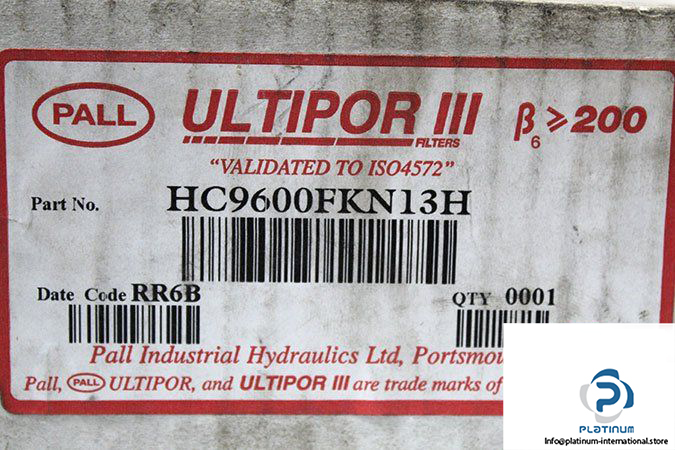 PALL ULTIPOR III β6 ≥ 200
FILTERS
"VALIDATED TO ISO4572"
Part No. HC9600FKN13H
Date Code RR6B QTY 0001
Pall Industrial Hydraulics Ltd,
Pall, PALL ULTIPOR, and ULTIPOR III are trade marks of
PLATINUM
Info@platinum-international.store